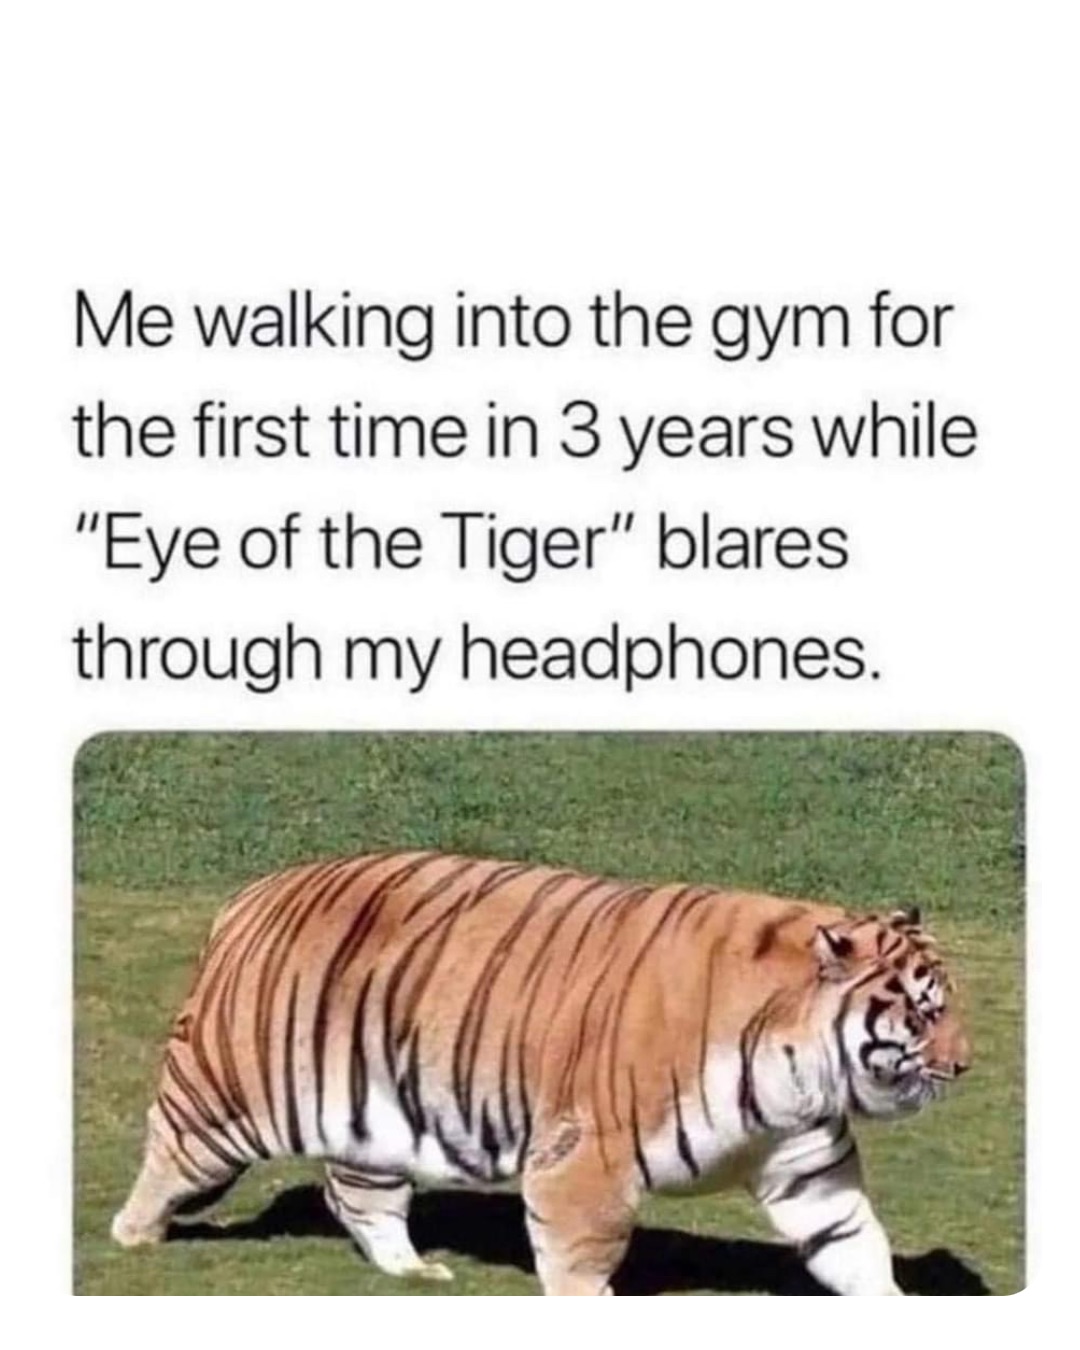 Me walking into the gym for
the first time in 3 years while
"Eye of the Tiger" blares
through my headphones.